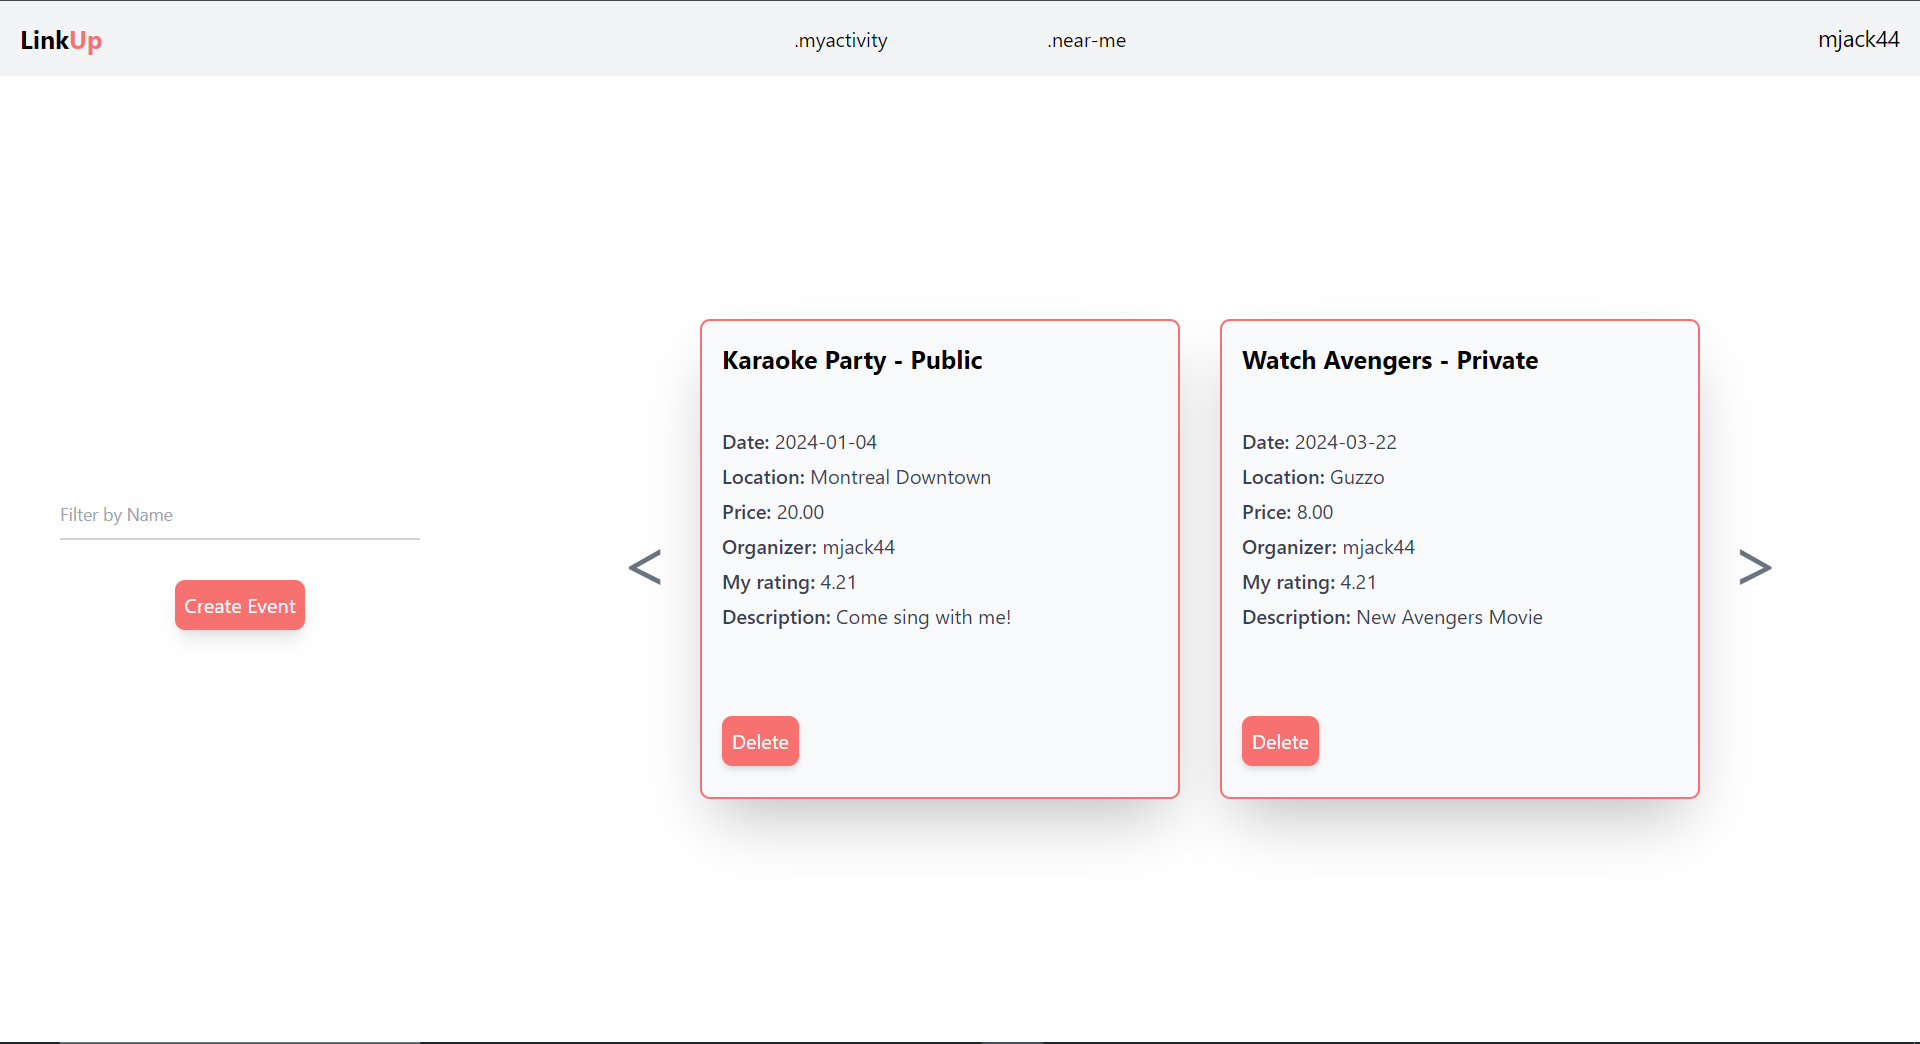 LinkUp
.myactivity
.near-me
mjack44
Filter by Name
Create Event
<
Karaoke Party - Public
Date: 2024-01-04
Location: Montreal Downtown
Price: 20.00
Organizer: mjack44
My rating: 4.21
Description: Come sing with me!
Delete
Watch Avengers - Private
Date: 2024-03-22
Location: Guzzo
Price: 8.00
Organizer: mjack44
My rating: 4.21
Description: New Avengers Movie
Delete
>